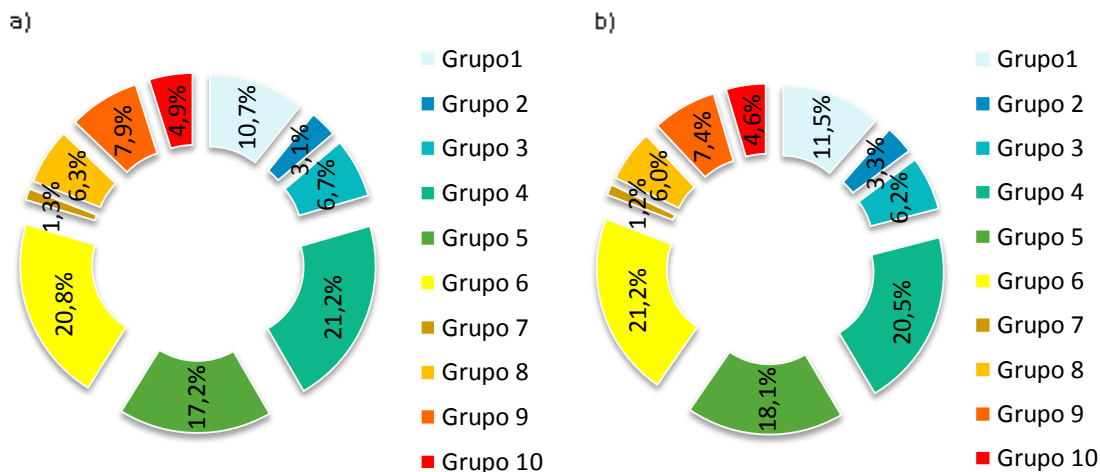 a)
10,7%
3,1%
6,7%
21,2%
17,2%
20,8%
1,3%
6,3%
7,9%
4,9%
Grupo1
Grupo 2
Grupo 3
Grupo 4
Grupo 5
Grupo 6
Grupo 7
Grupo 8
Grupo 9
Grupo 10
b)
11,5%
3,3%
6,2%
20,5%
18,1%
21,2%
1,2%
6,0%
7,4%
4,6%
Grupo1
Grupo 2
Grupo 3
Grupo 4
Grupo 5
Grupo 6
Grupo 7
Grupo 8
Grupo 9
Grupo 10